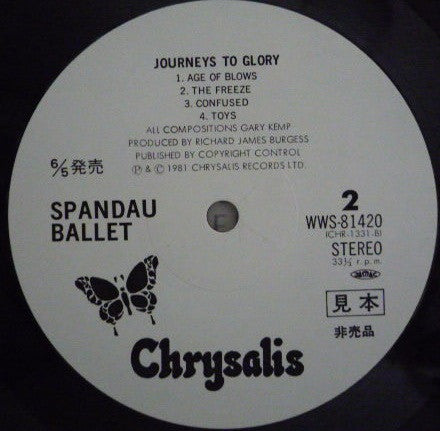 JOURNEYS TO GLORY
1. AGE OF BLOWS
2. THE FREEZE
3. CONFUSED
4. TOYS
ALL COMPOSITIONS GARY KEMP
PRODUCED BY RICHARD JAMES BURGESS
PUBLISHED BY COPYRIGHT CONTROL
Ⓟ & © 1981 CHRYSALIS RECORDS LTD.
6/5発売
SPANDAU
BALLET
2
WWS-81420
(CHR-1331-B)
STEREO
33⅓ r.p.m.
見本
非売品
Chrysalis